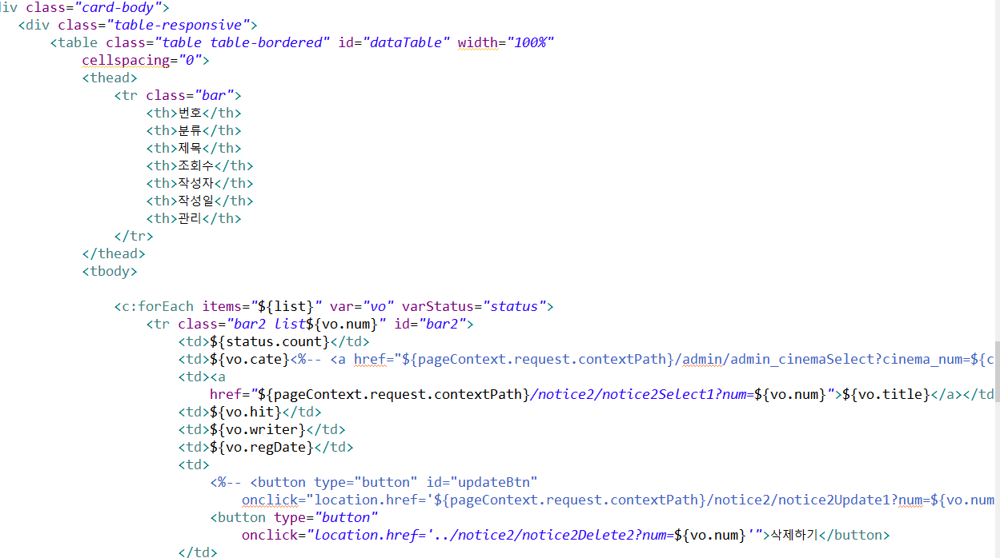 iv class="card-body">
<div class="table-responsive">
<table class="table table-bordered" id="dataTable" width="100%"
cellspacing="0">
<thead>
<tr class="bar">
<th>번호</th>
<th>분류</th>
<th>제목</th>
<th>조회수</th>
<th>작성자</th>
<th>작성일</th>
<th>관리</th>
</tr>
</thead>
<tbody>
<c:forEach items="${list}" var="vo" varStatus="status">
<tr class="bar2 list${vo.num}" id="bar2">
<td>${status.count}</td>
<td>${vo.cate}<%-- <a href="${pageContext.request.contextPath}/admin/admin_cinemaSelect?cinema_num=${c
<td><a
href="${pageContext.request.contextPath}/notice2/notice2Select1?num=${vo.num}">${vo.title}</a></td
<td>${vo.hit}</td>
<td>${vo.writer}</td>
<td>${vo.regDate}</td>
<td>
<%-- <button type="button" id="updateBtn"
onclick="location.href='${pageContext.request.contextPath}/notice2/notice2Update1?num=${vo.num
<button type="button"
onclick="location.href='../notice2/notice2Delete2?num=${vo.num}'">삭제하기</button>
</td>